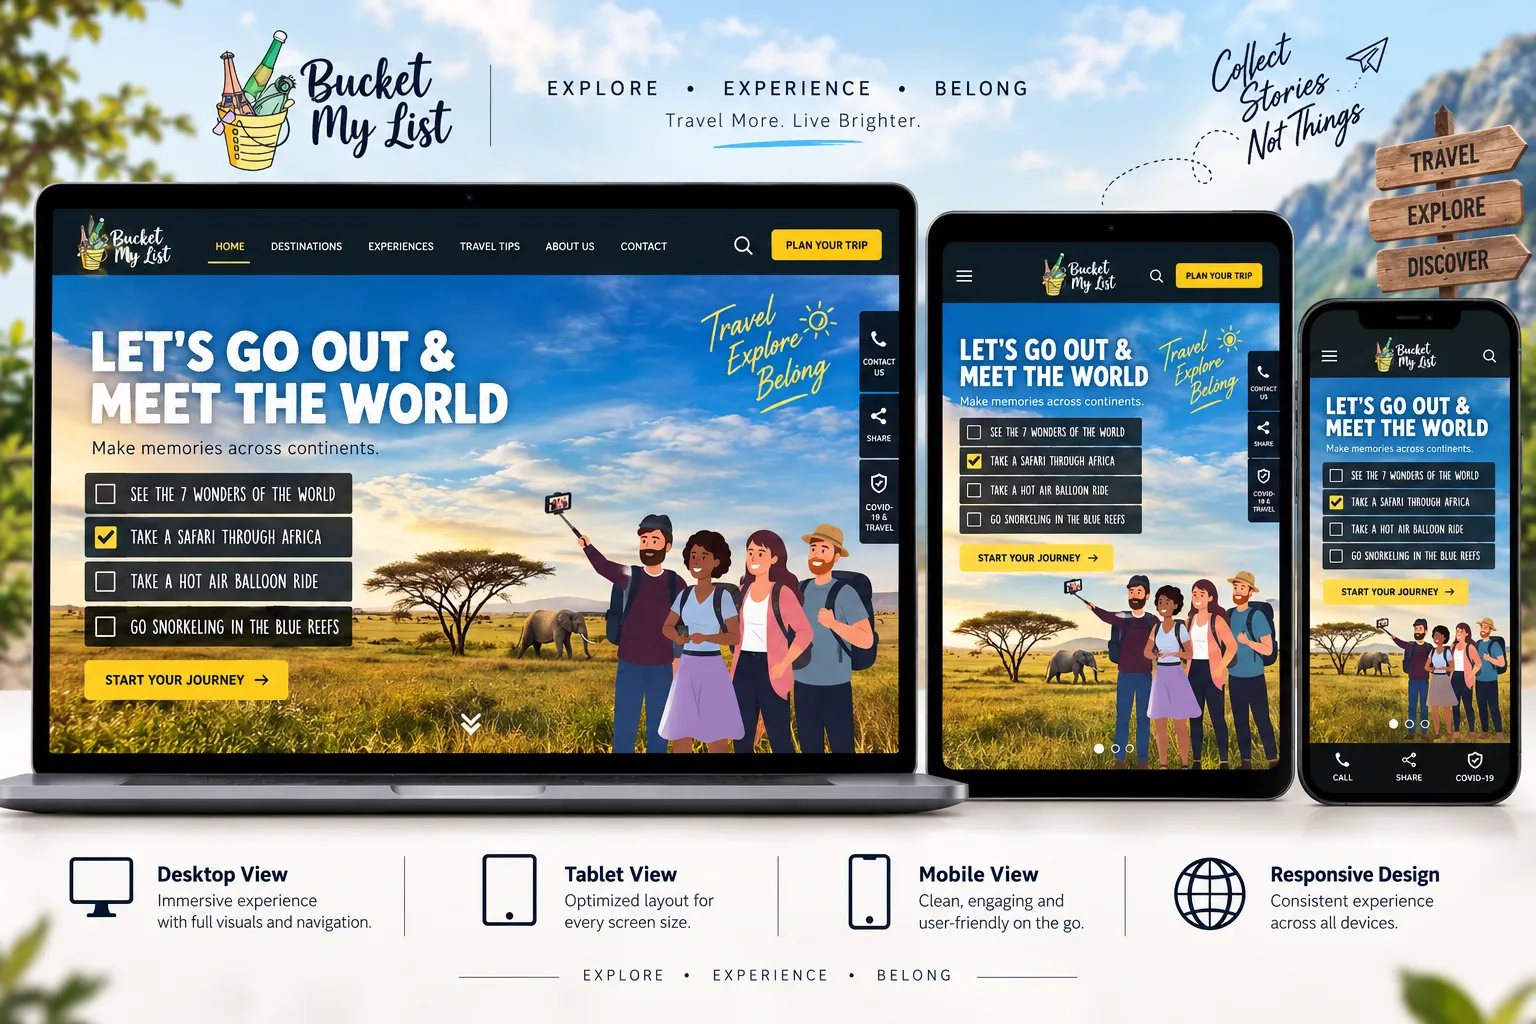 Bucket
My List
EXPLORE • EXPERIENCE • BELONG
Travel More. Live Brighter.
Collect
Stories
Not Things
TRAVEL
EXPLORE
DISCOVER
Bucket
My List
HOME
DESTINATIONS
EXPERIENCES
TRAVEL TIPS
ABOUT US
CONTACT
PLAN YOUR TRIP
LET'S GO OUT &
MEET THE WORLD
Make memories across continents.
SEE THE 7 WONDERS OF THE WORLD
TAKE A SAFARI THROUGH AFRICA
TAKE A HOT AIR BALLOON RIDE
GO SNORKELING IN THE BLUE REEFS
START YOUR JOURNEY →
Travel
Explore
Belong
CONTACT
US
SHARE
COVID-
19 &
TRAVEL
Bucket
My List
PLAN YOUR TRIP
LET'S GO OUT &
MEET THE WORLD
Make memories across continents.
SEE THE 7 WONDERS OF THE WORLD
TAKE A SAFARI THROUGH AFRICA
TAKE A HOT AIR BALLOON RIDE
GO SNORKELING IN THE BLUE REEFS
START YOUR JOURNEY →
Travel
Explore
Belong
CONTACT
US
SHARE
COVID-
19 &
TRAVEL
Bucket
My List
LET'S GO OUT &
MEET THE WORLD
Make memories across continents.
SEE THE 7 WONDERS OF THE WORLD
TAKE A SAFARI THROUGH AFRICA
TAKE A HOT AIR BALLOON RIDE
GO SNORKELING IN THE BLUE REEFS
START YOUR JOURNEY →
CALL
SHARE
COVID-19
Desktop View
Immersive experience
with full visuals and navigation.
Tablet View
Optimized layout for
every screen size.
Mobile View
Clean, engaging and
user-friendly on the go.
Responsive Design
Consistent experience
across all devices.
EXPLORE • EXPERIENCE • BELONG